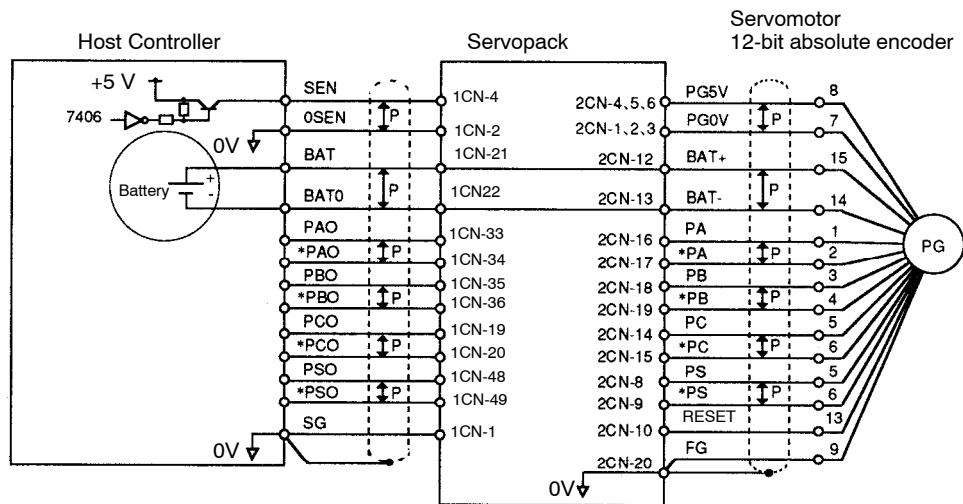 Host Controller
Servopack
Servomotor
12-bit absolute encoder
+5 V
7406
0V
Battery
+
-
0V
SEN
0SEN
BAT
BAT0
PAO
*PAO
PBO
*PBO
PCO
*PCO
PSO
*PSO
SG
P
P
P
P
P
P
1CN-4
1CN-2
1CN-21
1CN22
1CN-33
1CN-34
1CN-35
1CN-36
1CN-19
1CN-20
1CN-48
1CN-49
1CN-1
2CN-4、5、6
2CN-1、2、3
2CN-12
2CN-13
2CN-16
2CN-17
2CN-18
2CN-19
2CN-14
2CN-15
2CN-8
2CN-9
2CN-10
2CN-20
0V
PG5V
PG0V
BAT+
BAT-
PA
*PA
PB
*PB
PC
*PC
PS
*PS
RESET
FG
P
P
P
P
P
P
8
7
15
14
1
2
3
4
5
6
5
6
13
9
PG